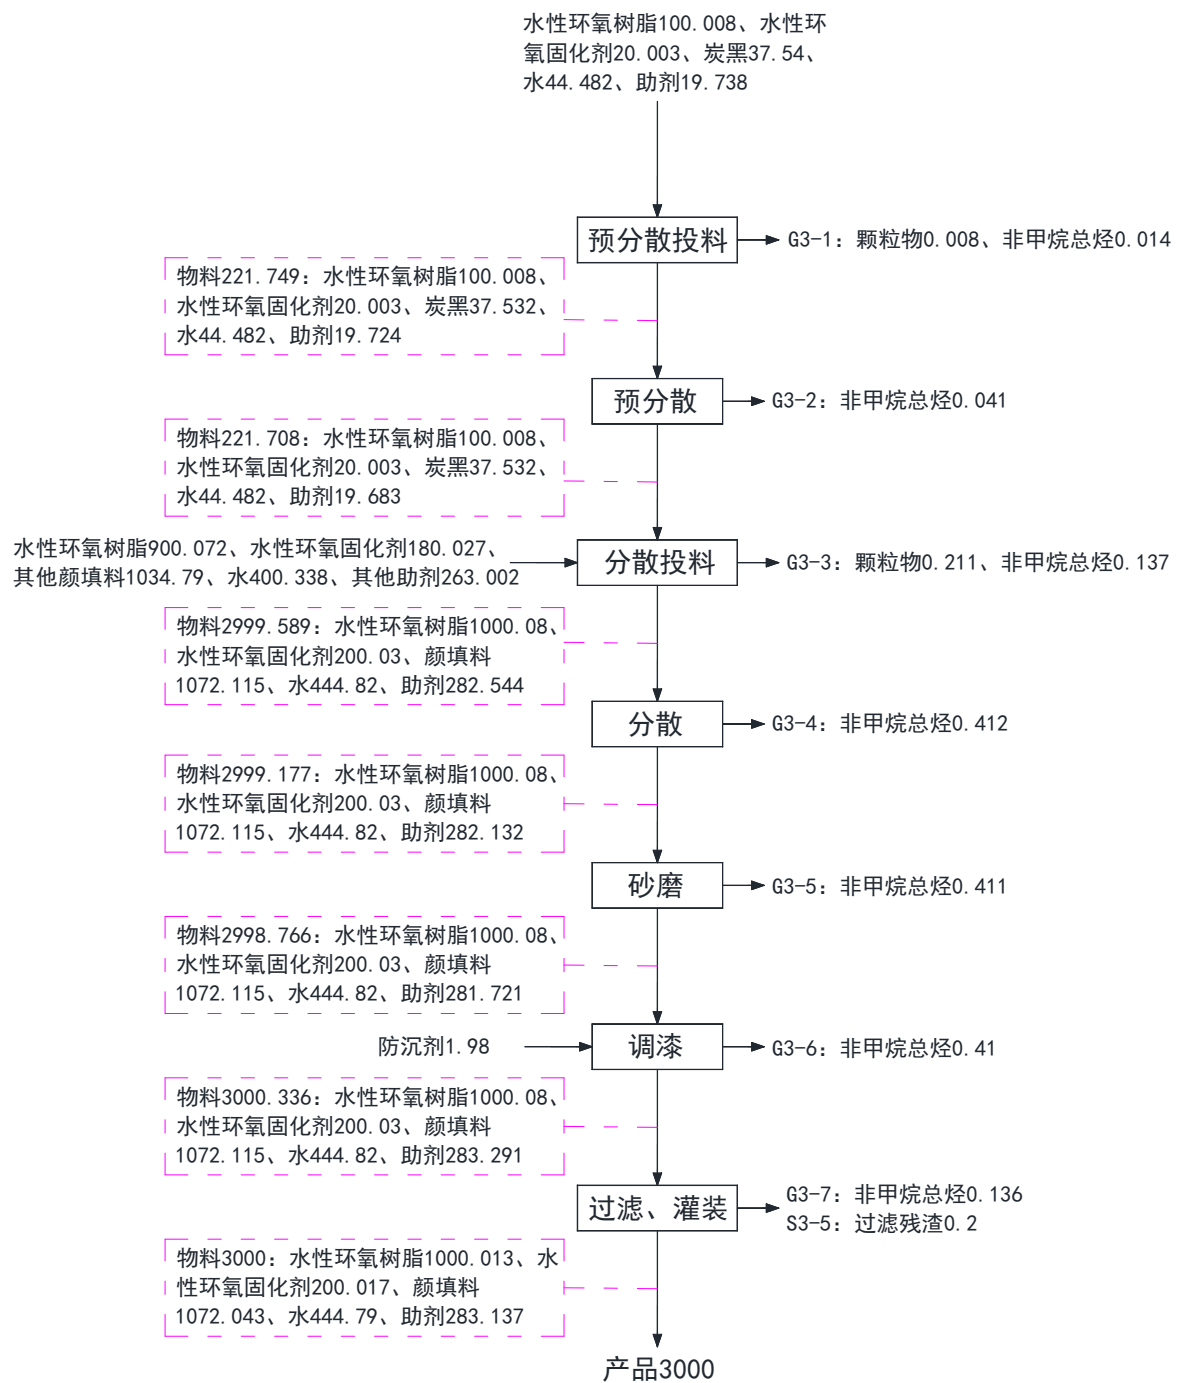 水性环氧树脂100.008、水性环
氧固化剂20.003、炭黑37.54、
水44.482、助剂19.738
预分散投料
G3-1：颗粒物0.008、非甲烷总烃0.014
物料221.749：水性环氧树脂100.008、
水性环氧固化剂20.003、炭黑37.532、
水44.482、助剂19.724
预分散
G3-2：非甲烷总烃0.041
物料221.708：水性环氧树脂100.008、
水性环氧固化剂20.003、炭黑37.532、
水44.482、助剂19.683
水性环氧树脂900.072、水性环氧固化剂180.027、
其他颜填料1034.79、水400.338、其他助剂263.002
分散投料
G3-3：颗粒物0.211、非甲烷总烃0.137
物料2999.589：水性环氧树脂1000.08、
水性环氧固化剂200.03、颜填料
1072.115、水444.82、助剂282.544
分散
G3-4：非甲烷总烃0.412
物料2999.177：水性环氧树脂1000.08、
水性环氧固化剂200.03、颜填料
1072.115、水444.82、助剂282.132
砂磨
G3-5：非甲烷总烃0.411
物料2998.766：水性环氧树脂1000.08、
水性环氧固化剂200.03、颜填料
1072.115、水444.82、助剂281.721
防沉剂1.98
调漆
G3-6：非甲烷总烃0.41
物料3000.336：水性环氧树脂1000.08、
水性环氧固化剂200.03、颜填料
1072.115、水444.82、助剂283.291
过滤、灌装
G3-7：非甲烷总烃0.136
S3-5：过滤残渣0.2
物料3000：水性环氧树脂1000.013、水
性环氧固化剂200.017、颜填料
1072.043、水444.79、助剂283.137
产品3000